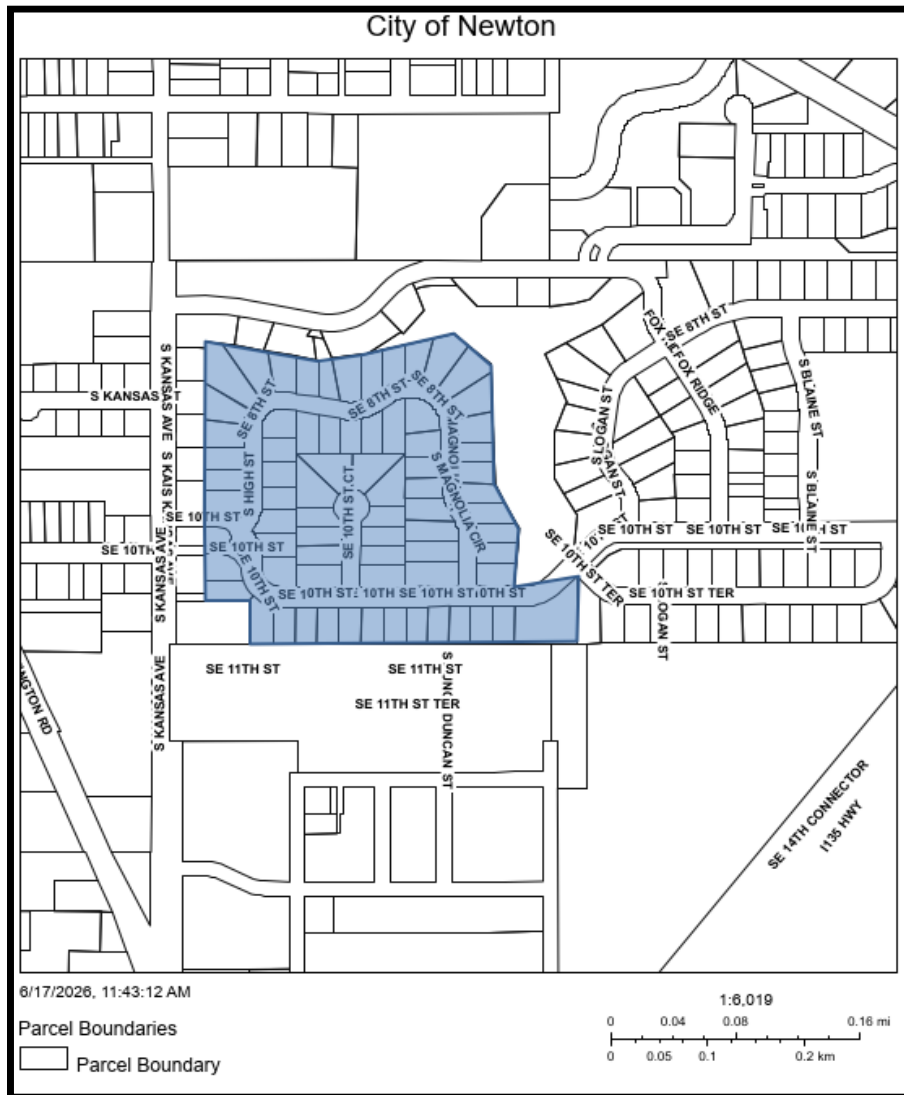 City of Newton
FOX RIDGE
SE 8TH ST
S KANSAS AVE
S KANSAS ST
SE 8TH ST
SE 8TH ST
SE 8TH ST
S LOGAN ST
S BLAINE ST
S HIGH ST
SE 10TH ST CT
S MAGNOLIA CIR
S BLAINE ST
SE 10TH ST
SE 10TH ST
SE 10TH ST
SE 10TH ST
SE 10TH ST
SE 10TH ST
S KANSAS AVE
SE 10TH ST TER
SE 10TH ST
SE 10TH ST
SE 10TH ST
SE 10TH ST TER
SE 11TH ST
SE 11TH ST
SE 11TH ST TER
S KANSAS AVE
DUNCAN ST
SE 14TH CONNECTOR
I135 HWY
6/17/2026, 11:43:12 AM
1:6,019
Parcel Boundaries
0 0.04 0.08 0.16 mi
Parcel Boundary
0 0.05 0.1 0.2 km